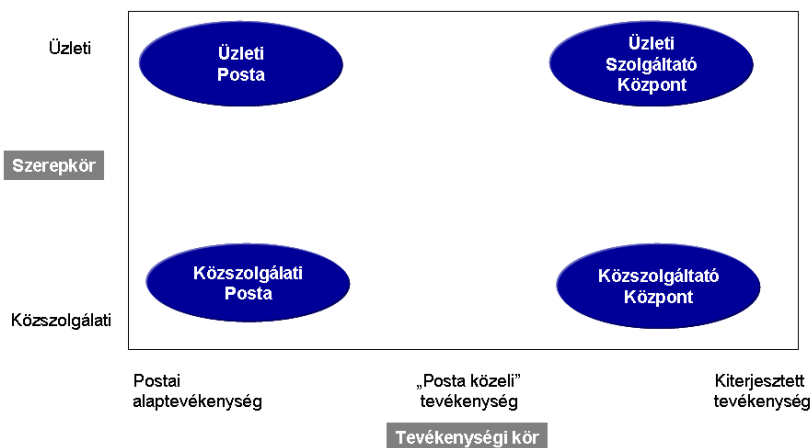 Üzleti
Üzleti
Posta
Üzleti
Szolgáltató
Központ
Szerepkör
Közszolgálati
Posta
Közszolgáltató
Központ
Közszolgálati
Postai
alaptevékenység
„Posta közeli”
tevékenység
Kiterjesztett
tevékenység
Tevékenységi kör